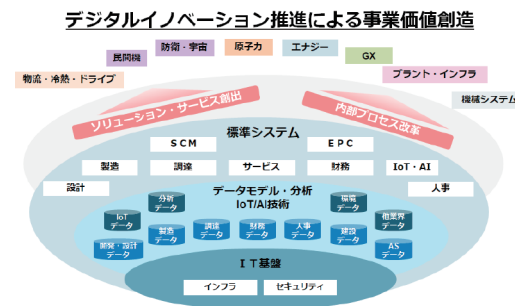 デジタルイノベーション推進による事業価値創造
民間機
防衛・宇宙
原子力
エナジー
GX
物流・冷熱・ドライブ
プラント・インフラ
機械システム
ソリューション・サービス創出
内部プロセス改革
標準システム
SCM
EPC
製造
調達
サービス
財務
IoT・AI
設計
人事
データモデル・分析
IoT/AI技術
分析
データ
環境
データ
IoT
データ
他業界
データ
製造
データ
調達
データ
財務
データ
人事
データ
建設
データ
開発・設計
データ
AS
データ
IT基盤
インフラ
セキュリティ